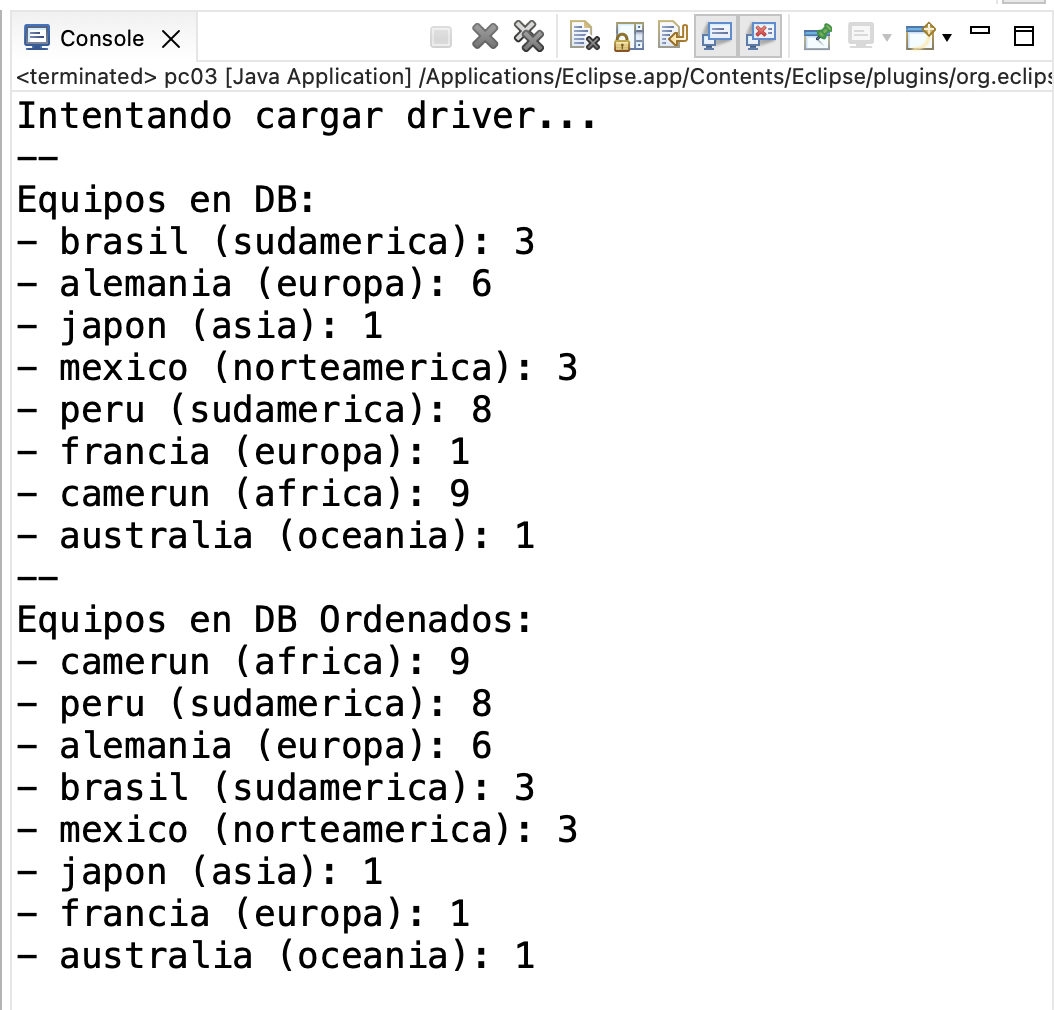 Console
<terminated> pc03 [Java Application] /Applications/Eclipse.app/Contents/Eclipse/plugins/org.eclips
Intentando cargar driver...
--
Equipos en DB:
- brasil (sudamerica): 3
- alemania (europa): 6
- japon (asia): 1
- mexico (norteamerica): 3
- peru (sudamerica): 8
- francia (europa): 1
- camerun (africa): 9
- australia (oceania): 1
--
Equipos en DB Ordenados:
- camerun (africa): 9
- peru (sudamerica): 8
- alemania (europa): 6
- brasil (sudamerica): 3
- mexico (norteamerica): 3
- japon (asia): 1
- francia (europa): 1
- australia (oceania): 1